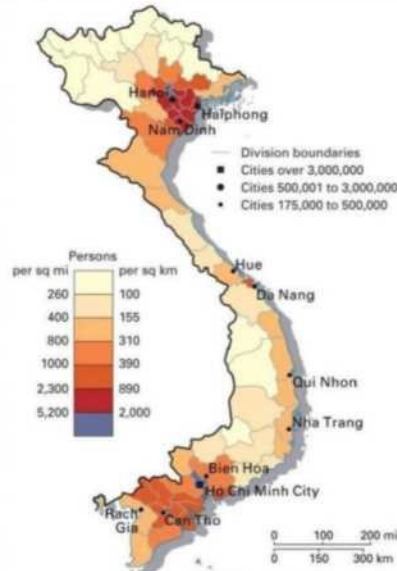 Hanoi
Haiphong
Nam Dinh
Division boundaries
Cities over 3,000,000
Cities 500,001 to 3,000,000
Cities 175,000 to 500,000
Persons
per sq mi per sq km
260 100
400 155
800 310
1000 390
2,300 890
5,200 2,000
Hue
Da Nang
Qui Nhon
Nha Trang
Bien Hoa
Ho Chi Minh City
Rach
Gia
Can Tho
0 100 200 mi
0 150 300 km